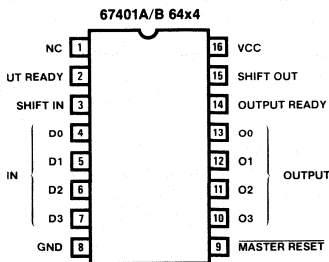 67401A/B 64x4
NC 1 16 VCC
UT READY 2 15 SHIFT OUT
SHIFT IN 3 14 OUTPUT READY
D0 4 13 O0
D1 5 12 O1
IN OUTPUT
D2 6 11 O2
D3 7 10 O3
GND 8 9 MASTER RESET